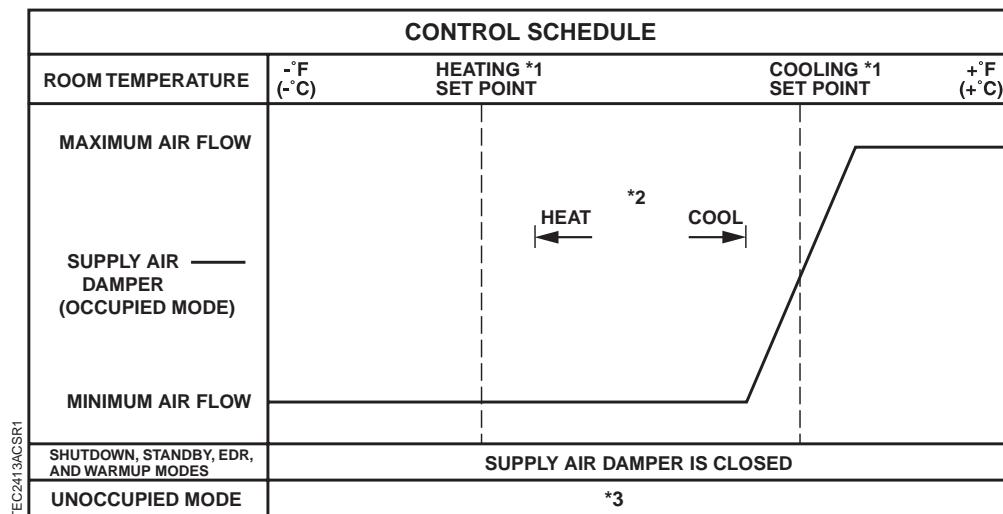 CONTROL SCHEDULE
ROOM TEMPERATURE
-°F
(-°C)
HEATING *1
SET POINT
COOLING *1
SET POINT
+°F
(+°C)
MAXIMUM AIR FLOW
*2
HEAT
COOL
SUPPLY AIR
DAMPER
(OCCUPIED MODE)
MINIMUM AIR FLOW
SHUTDOWN, STANDBY, EDR,
AND WARMUP MODES
SUPPLY AIR DAMPER IS CLOSED
UNOCCUPIED MODE
*3
TEC2413ACSR1